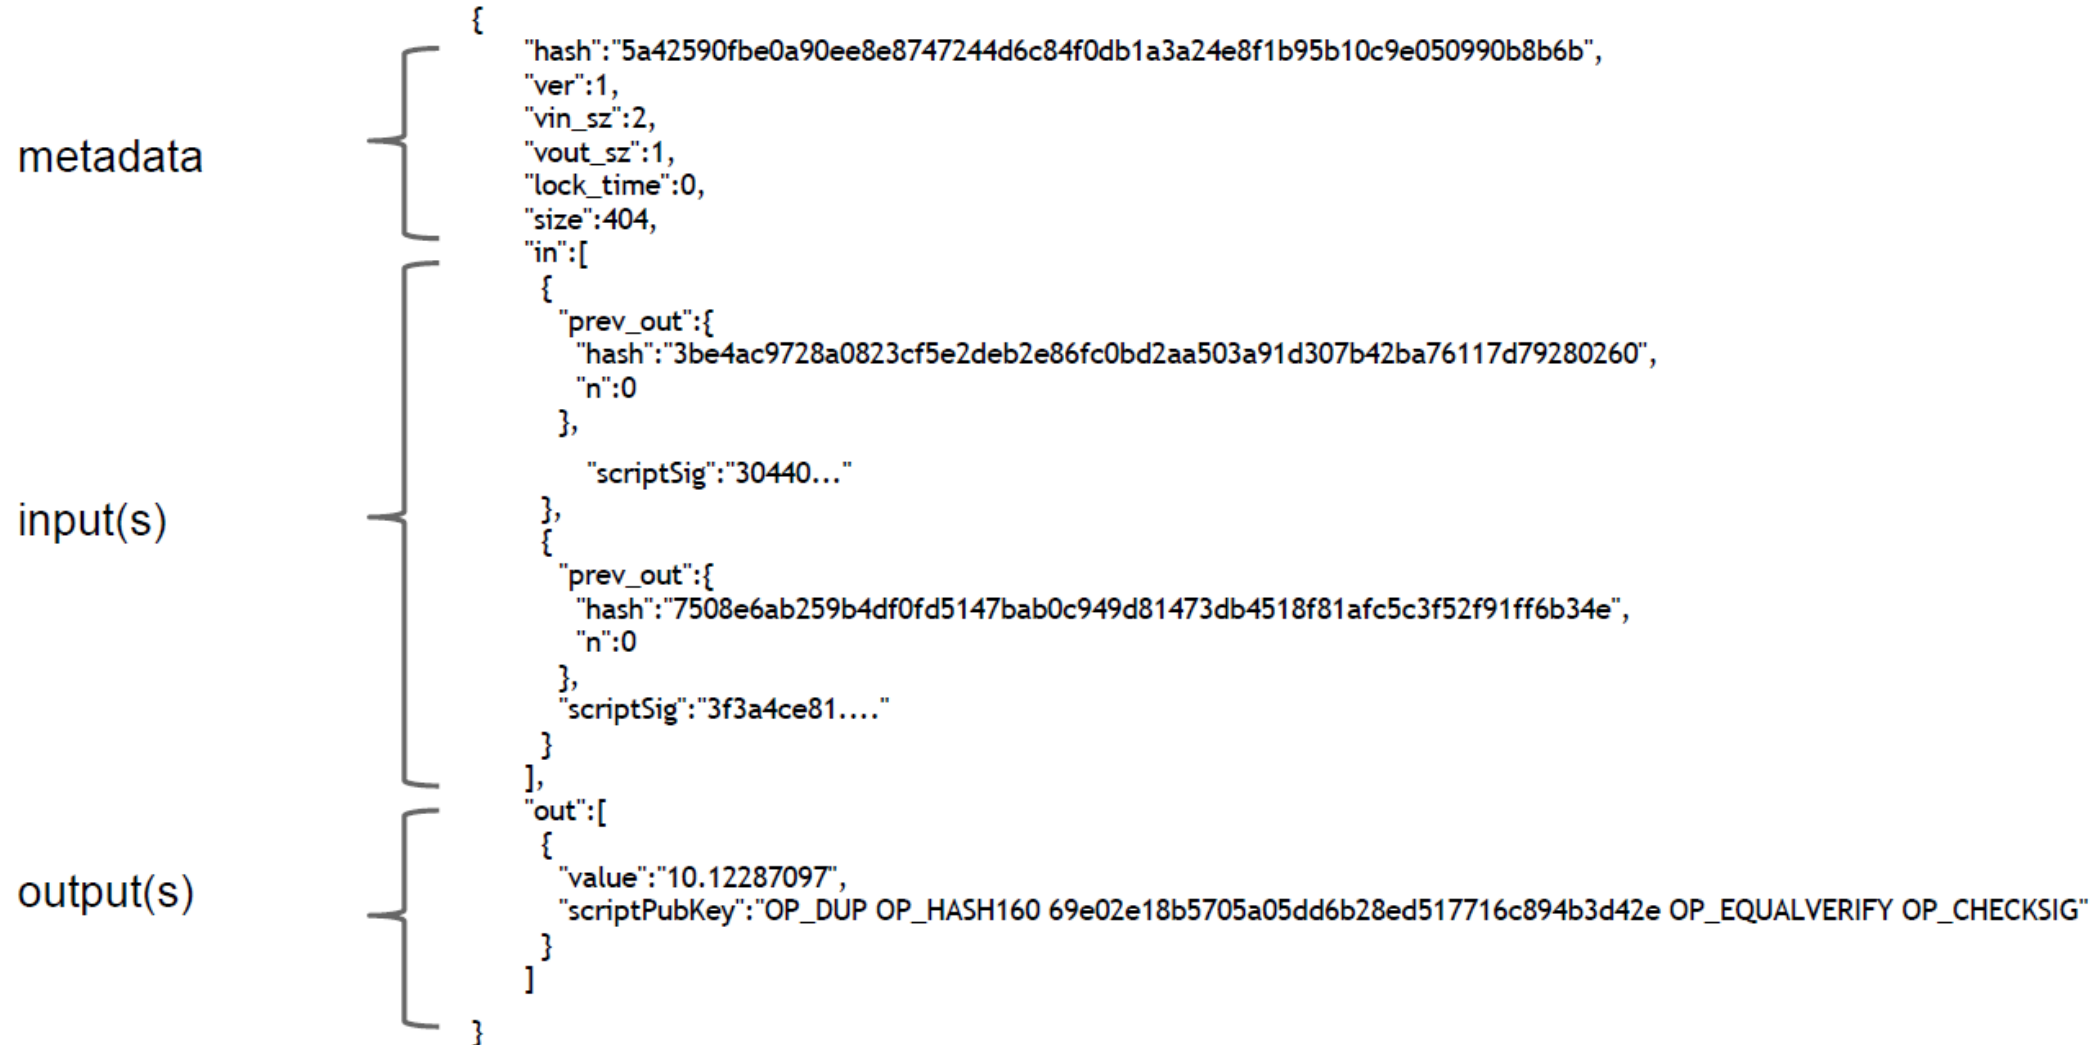 {
"hash":"5a42590fbe0a90ee8e8747244d6c84f0db1a3a24e8f1b95b10c9e050990b8b6b",
"ver":1,
"vin_sz":2,
metadata
"vout_sz":1,
"lock_time":0,
"size":404,
"in":[
{
"prev_out":{
"hash":"3be4ac9728a0823cf5e2deb2e86fc0bd2aa503a91d307b42ba76117d79280260",
"n":0
},
"scriptSig":"30440..."
},
input(s)
{
"prev_out":{
"hash":"7508e6ab259b4df0fd5147bab0c949d81473db4518f81afc5c3f52f91ff6b34e",
"n":0
},
"scriptSig":"3f3a4ce81...."
}
],
"out":[
{
"value":"10.12287097",
output(s)
"scriptPubKey":"OP_DUP OP_HASH160 69e02e18b5705a05dd6b28ed517716c894b3d42e OP_EQUALVERIFY OP_CHECKSIG"
}
]
}